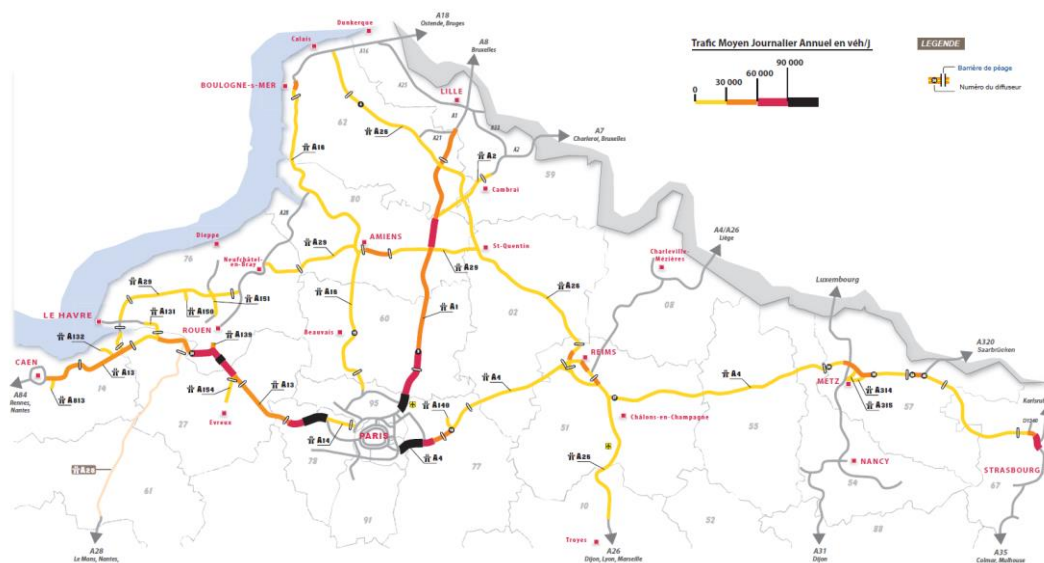 A18
Ostende, Bruges
Dunkerque
Calais
A16
A8
Bruxelles
Trafic Moyen Journalier Annuel en véh/j
0
30 000
60 000
90 000
LEGENDE
Barrière de péage
Numéro du diffuseur
BOULOGNE-s-MER
A25
LILLE
62
A26
A1
A21
A23
A2
A7
Charleroi, Bruxelles
A16
A2
59
Cambrai
80
A28
Dieppe
76
AMIENS
A29
Neufchâtel-en-Bray
St-Quentin
A29
Charleville-Mézières
A4/A26
Liège
A29
A151
A150
A131
LE HAVRE
ROUEN
A139
A132
A16
Beauvais
60
A1
02
A26
08
Luxembourg
A320
Saarbrücken
CAEN
A84
Rennes, Nantes
A13
14
A813
A154
A13
Evreux
27
95
REIMS
A4
A4
METZ
A314
A315
57
Karlsruhe
A14
PARIS
A140
A4
77
78
51
Châlons-en-Champagne
55
A28
61
91
A26
10
52
NANCY
54
88
STRASBOURG
67
Troyes
A28
Le Mans, Nantes,
A26
Dijon, Lyon, Marseille
A31
Dijon
A35
Colmar, Mulhouse